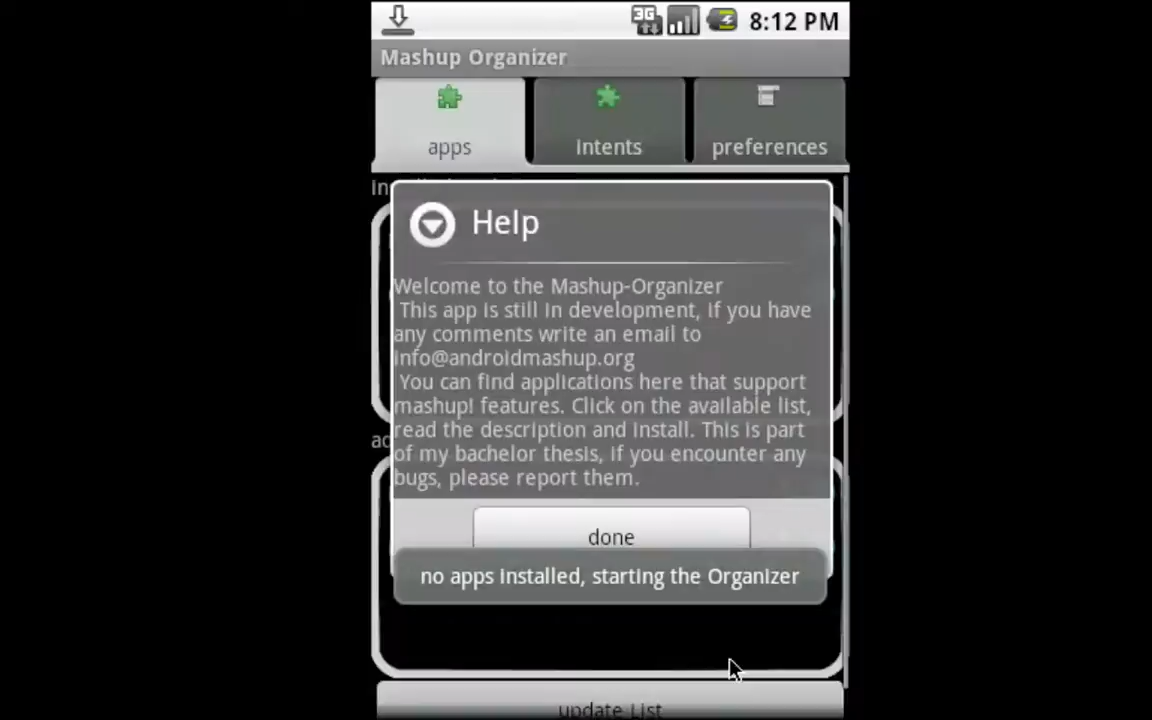 3G 8:12 PM
Mashup Organizer
apps intents preferences
Help
Welcome to the Mashup-Organizer
This app is still in development, if you have
any comments write an email to
info@androidmashup.org
You can find applications here that support
mashup! features. Click on the available list,
read the description and install. This is part
of my bachelor thesis, if you encounter any
bugs, please report them.
done
no apps installed, starting the Organizer
update List